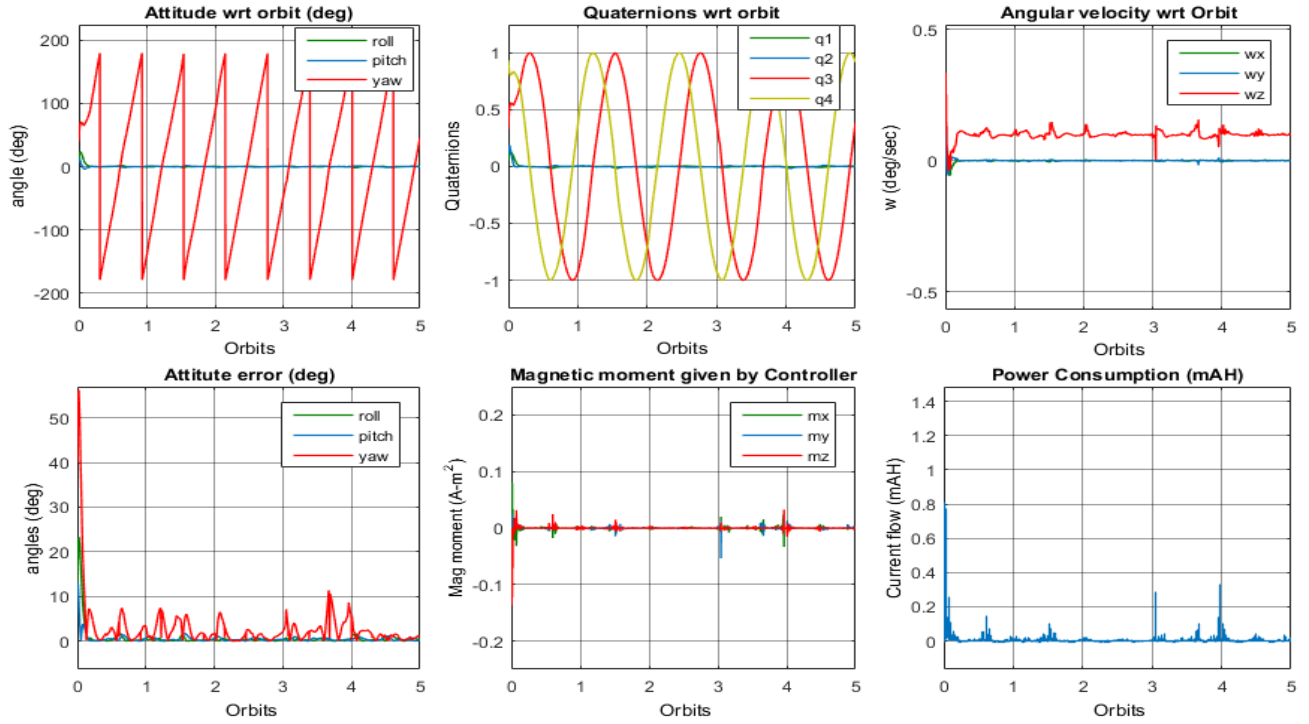 Attitude wrt orbit (deg)
angle (deg)
200
100
0
-100
-200
roll
pitch
yaw
0 1 2 3 4 5
Orbits
Quaternions wrt orbit
Quaternions
1
0.5
0
-0.5
-1
q1
q2
q3
q4
0 1 2 3 4 5
Orbits
Angular velocity wrt Orbit
w (deg/sec)
0.5
0
-0.5
wx
wy
wz
0 1 2 3 4 5
Orbits
Attitute error (deg)
angles (deg)
50
40
30
20
10
0
roll
pitch
yaw
0 1 2 3 4 5
Orbits
Magnetic moment given by Controller
Mag moment (A-m²)
0.2
0.1
0
-0.1
-0.2
mx
my
mz
0 1 2 3 4 5
Orbits
Power Consumption (mAH)
Current flow (mAH)
1.4
1.2
1
0.8
0.6
0.4
0.2
0
0 1 2 3 4 5
Orbits